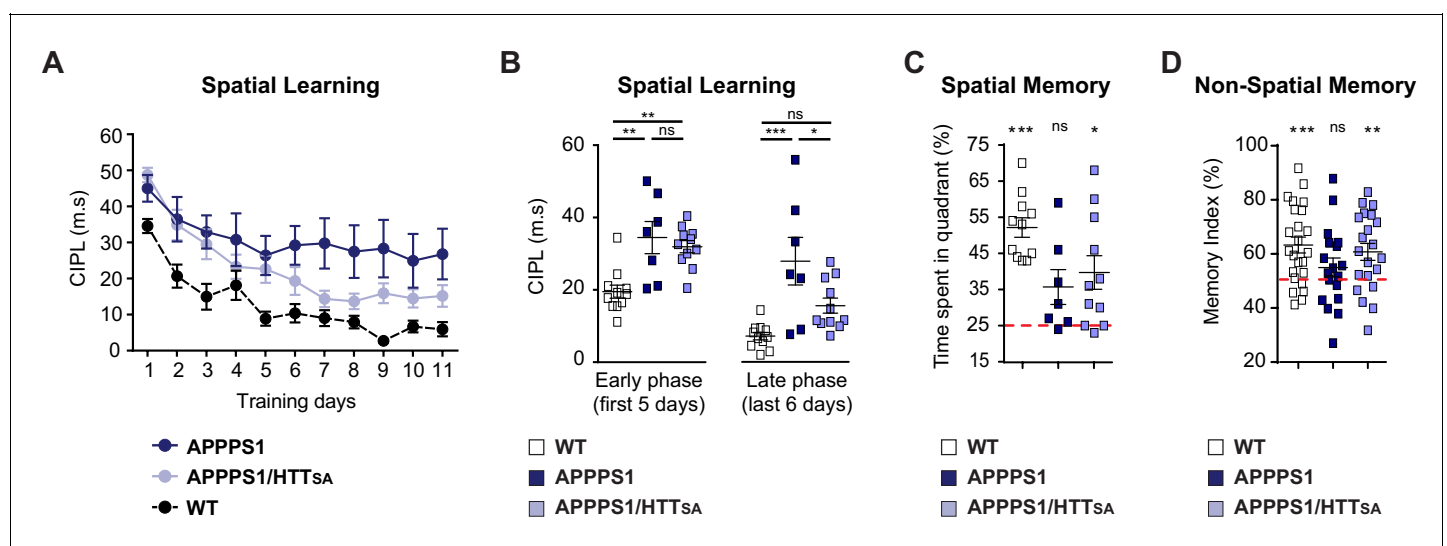 A
Spatial Learning
CIPL (m.s)
60
50
40
30
20
10
0
1 2 3 4 5 6 7 8 9 10 11
Training days
APPPS1
APPPS1/HTTSA
WT
B
Spatial Learning
** ns
** ns *** *
CIPL (m.s)
60
40
20
0
Early phase
(first 5 days)
Late phase
(last 6 days)
WT
APPPS1
APPPS1/HTTSA
C
Spatial Memory
*** ns *
Time spent in quadrant (%)
75
65
55
45
35
25
15
WT
APPPS1
APPPS1/HTTSA
D
Non-Spatial Memory
*** ns **
Memory Index (%)
100
80
60
40
20
WT
APPPS1
APPPS1/HTTSA